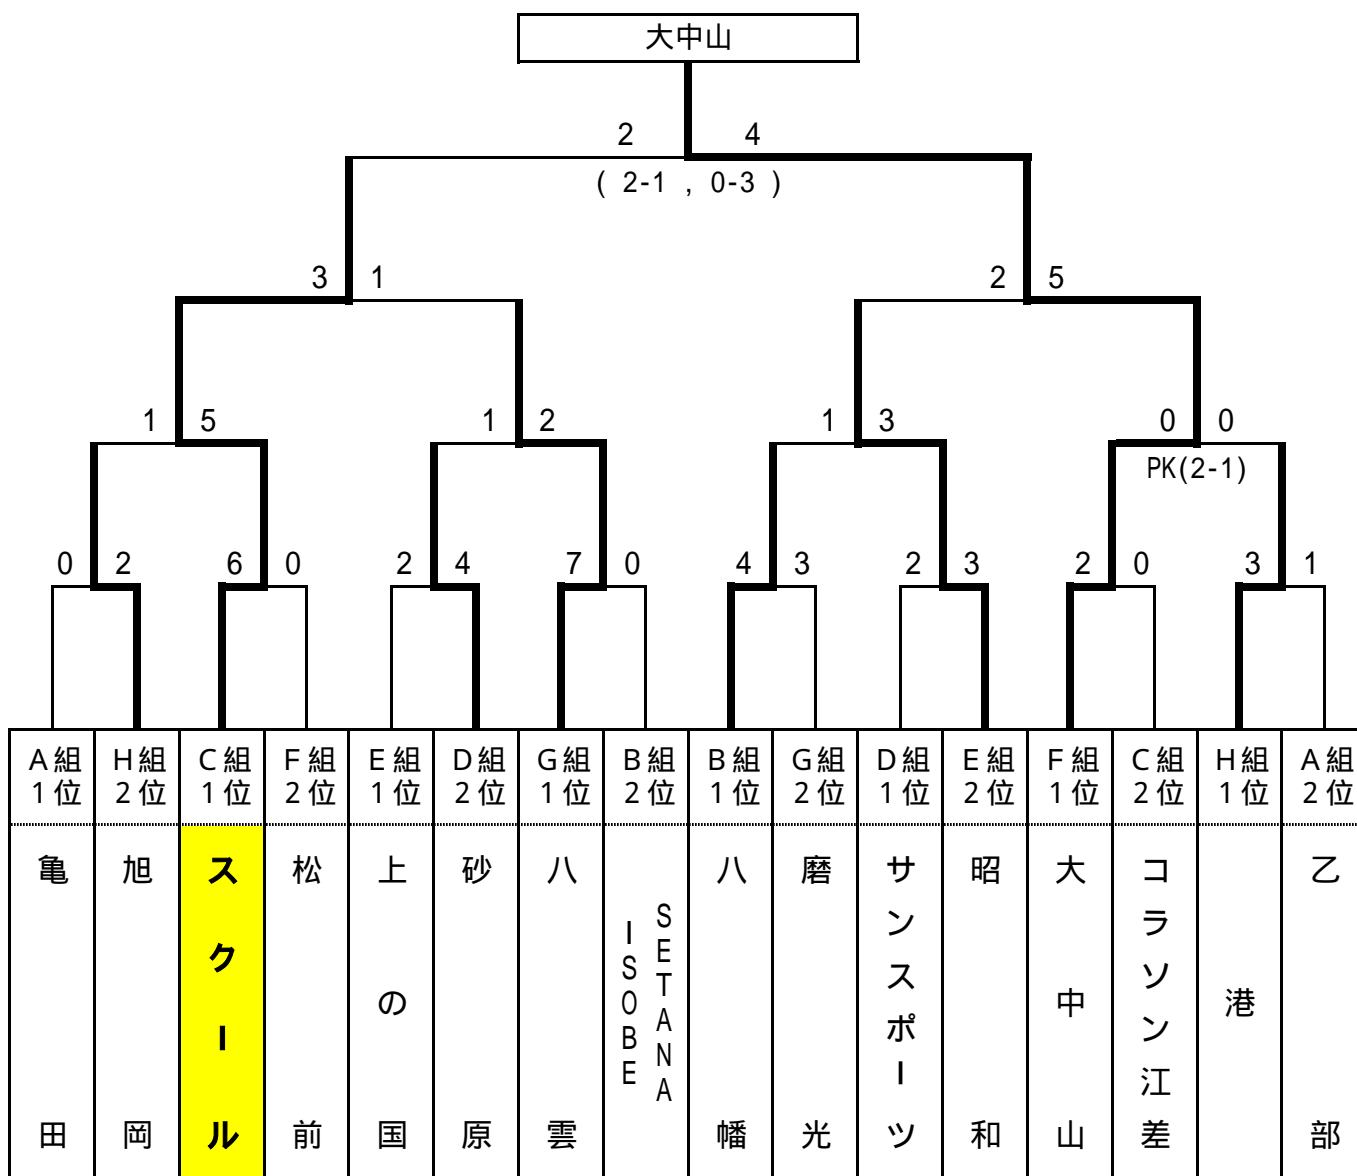 大中山
2 4
( 2-1 , 0-3 )
3 1 2 5
1 5 1 2 1 3 0 0
PK(2-1)
0 2 6 0 2 4 7 0 4 3 2 3 2 0 3 1
A組 H組 C組 F組 E組 D組 G組 B組 B組 G組 D組 E組 F組 C組 H組 A組
1位 2位 1位 2位 1位 2位 1位 2位 1位 2位 1位 2位 1位 2位 1位 2位
亀田
旭岡
スクール
松前
上の国
砂原
八雲
SETANA
ISOBE
八幡
磨光
サンスポーツ
昭和
大中山
コラソン江差
港
乙部